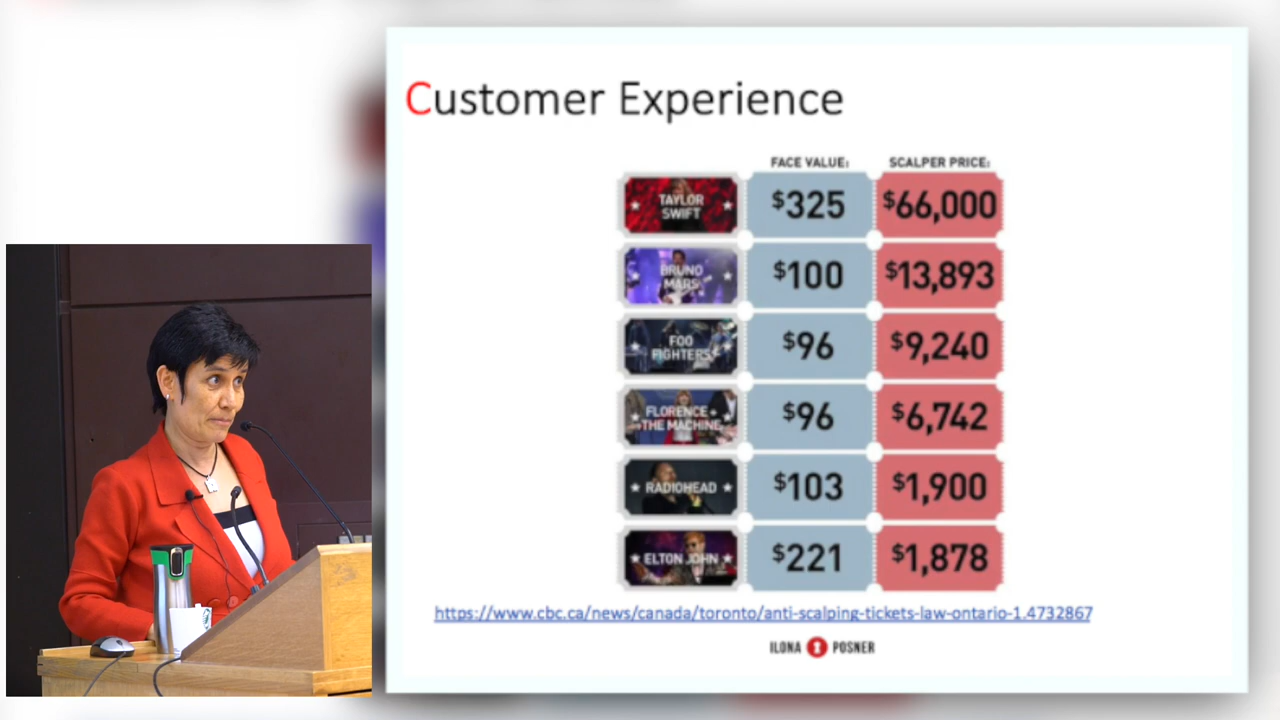 Customer Experience
FACE VALUE: SCALPER PRICE:
TAYLOR SWIFT $325 $66,000
BRUNO MARS $100 $13,893
FOO FIGHTERS $96 $9,240
FLORENCE + THE MACHINE $96 $6,742
RADIOHEAD $103 $1,900
ELTON JOHN $221 $1,878
https://www.cbc.ca/news/canada/toronto/anti-scalping-tickets-law-ontario-1.4732867
ILONA POSNER